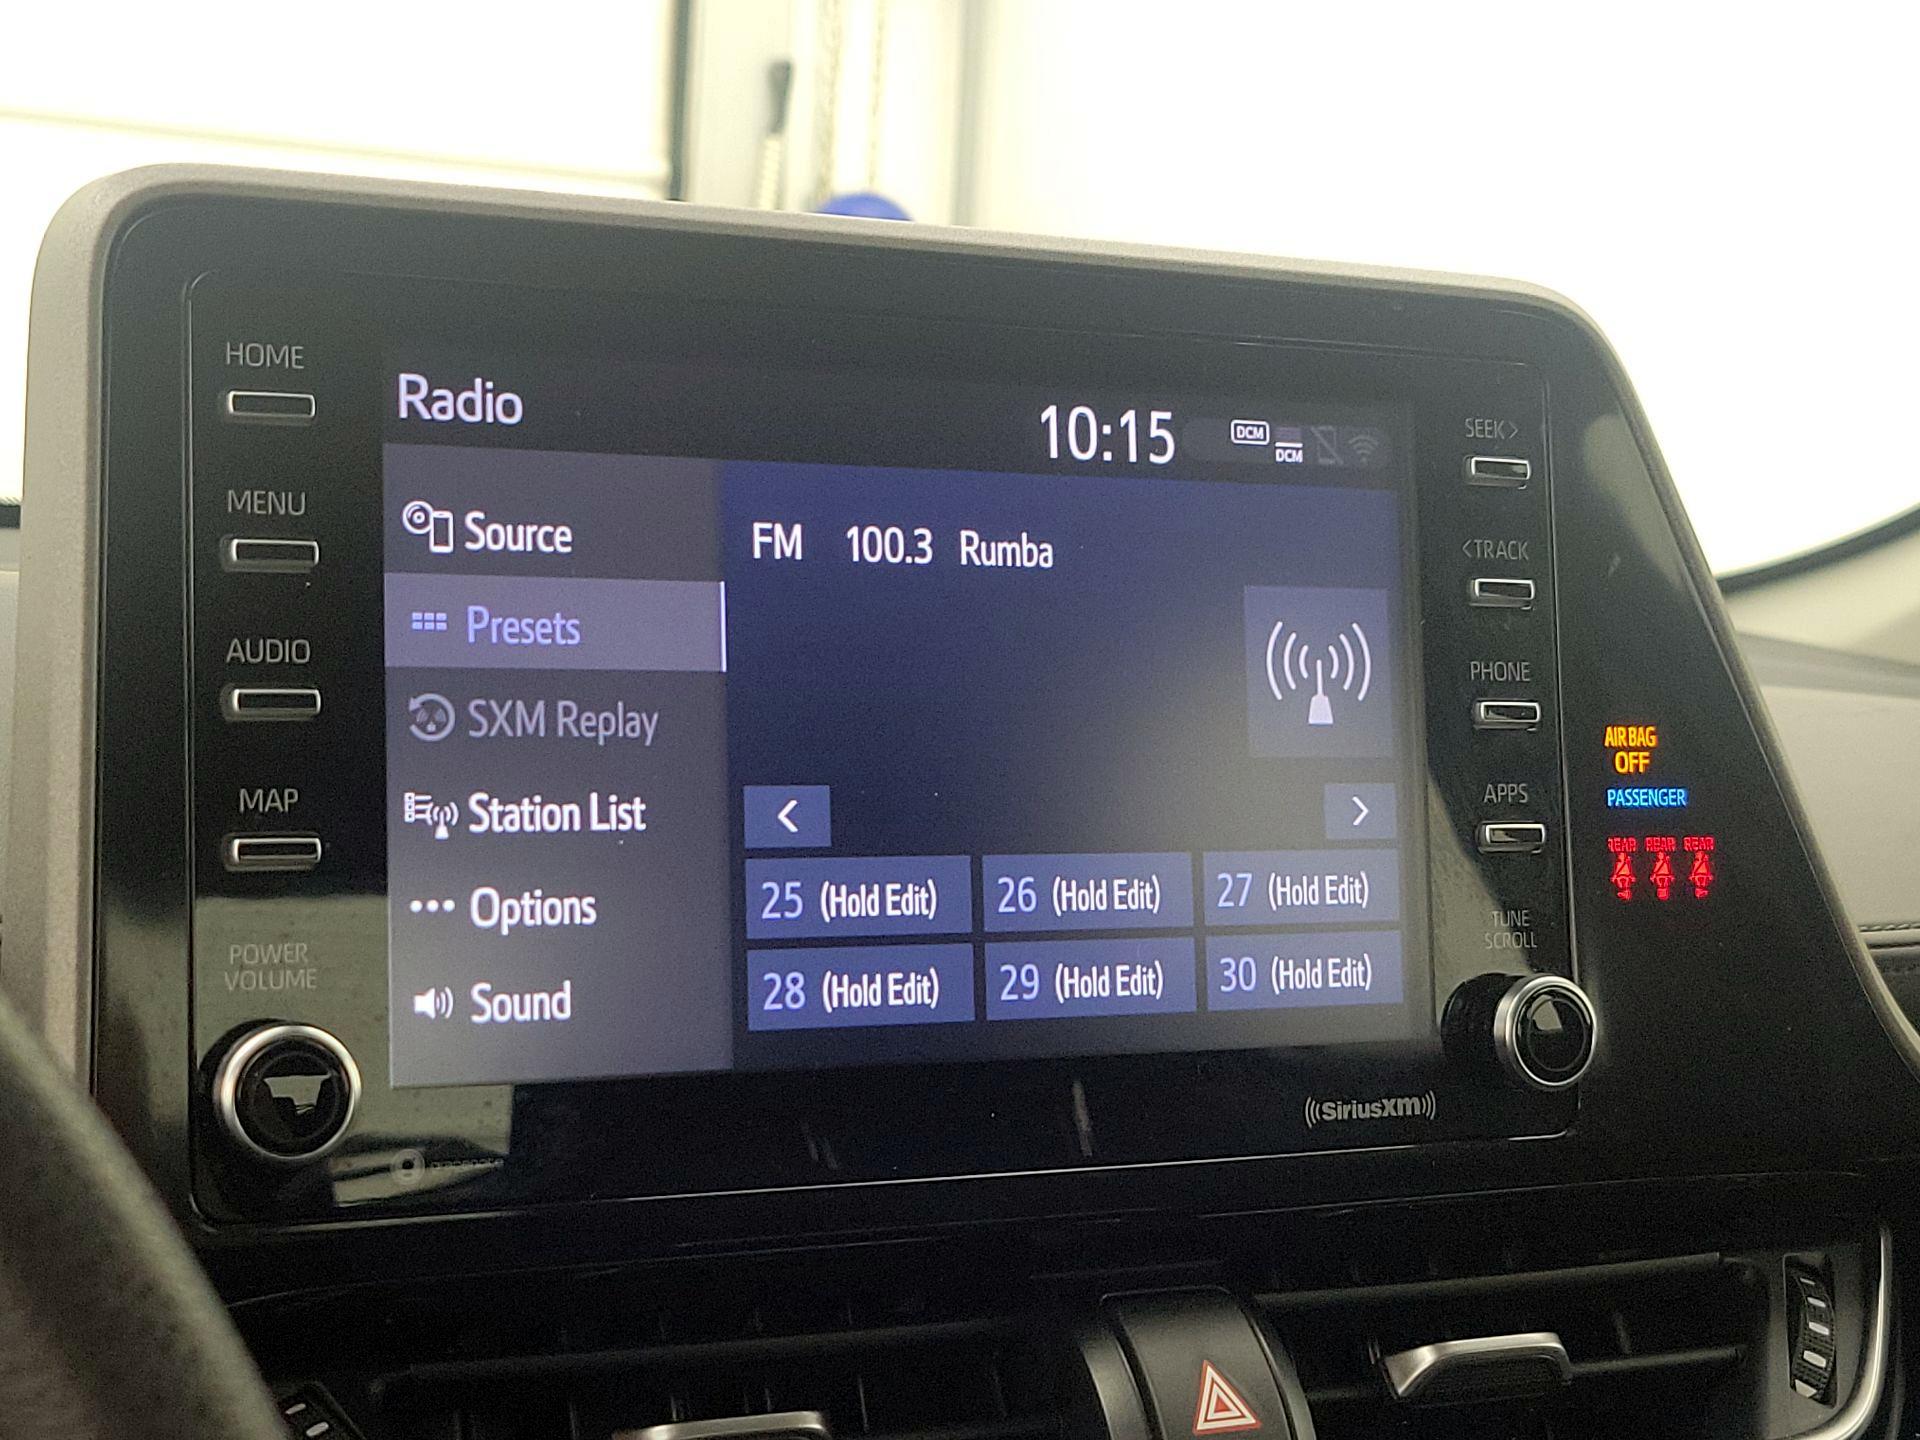 HOME
MENU
AUDIO
MAP
POWER
VOLUME
Radio
10:15
DCM
DCM
Source
Presets
SXM Replay
Station List
Options
Sound
FM 100.3 Rumba
<
>
25 (Hold Edit)
26 (Hold Edit)
27 (Hold Edit)
28 (Hold Edit)
29 (Hold Edit)
30 (Hold Edit)
SEEK>
<TRACK
PHONE
APPS
TUNE
SCROLL
AIR BAG
OFF
PASSENGER
REAR REAR REAR
SiriusXM